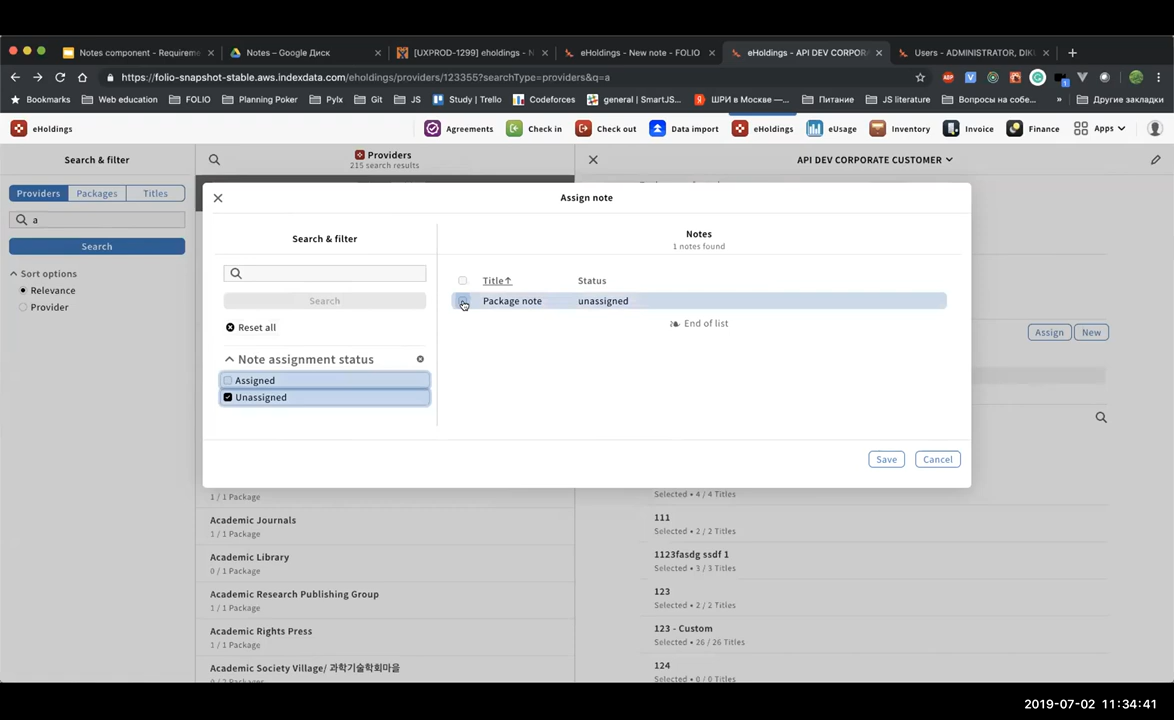 Notes component - Requireme
Notes – Google Диск
[UXPROD-1299] eholdings - N
eHoldings - New note - FOLIO
eHoldings - API DEV CORPOR
Users - ADMINISTRATOR, DIKU
https://folio-snapshot-stable.aws.indexdata.com/eholdings/providers/123355?searchType=providers&q=a
Bookmarks
Web education
FOLIO
Planning Poker
Pylx
Git
JS
Study | Trello
Codeforces
general | SmartJS...
ШРИ в Москве —...
Питание
JS literature
Вопросы на собе...
»
Другие закладки
eHoldings
Agreements
Check in
Check out
Data import
eHoldings
eUsage
Inventory
Invoice
Finance
Apps
Search & filter
Providers
215 search results
API DEV CORPORATE CUSTOMER
Providers
Packages
Titles
a
Search
Sort options
Relevance
Provider
Assign note
Search & filter
Search
Reset all
Note assignment status
Assigned
Unassigned
Notes
1 notes found
Title↑
Status
Package note
unassigned
End of list
Save
Cancel
Assign
New
1 / 1 Package
Academic Journals
1 / 1 Package
Academic Library
0 / 1 Package
Academic Research Publishing Group
1 / 1 Package
Academic Rights Press
1 / 1 Package
Academic Society Village/ 과학기술학회마을
Selected • 4 / 4 Titles
111
Selected • 2 / 2 Titles
1123fasdg ssdf 1
Selected • 3 / 3 Titles
123
Selected • 2 / 2 Titles
123 - Custom
Selected • 26 / 26 Titles
124
Selected • 0 / 0 Titles
2019-07-02 11:34:41